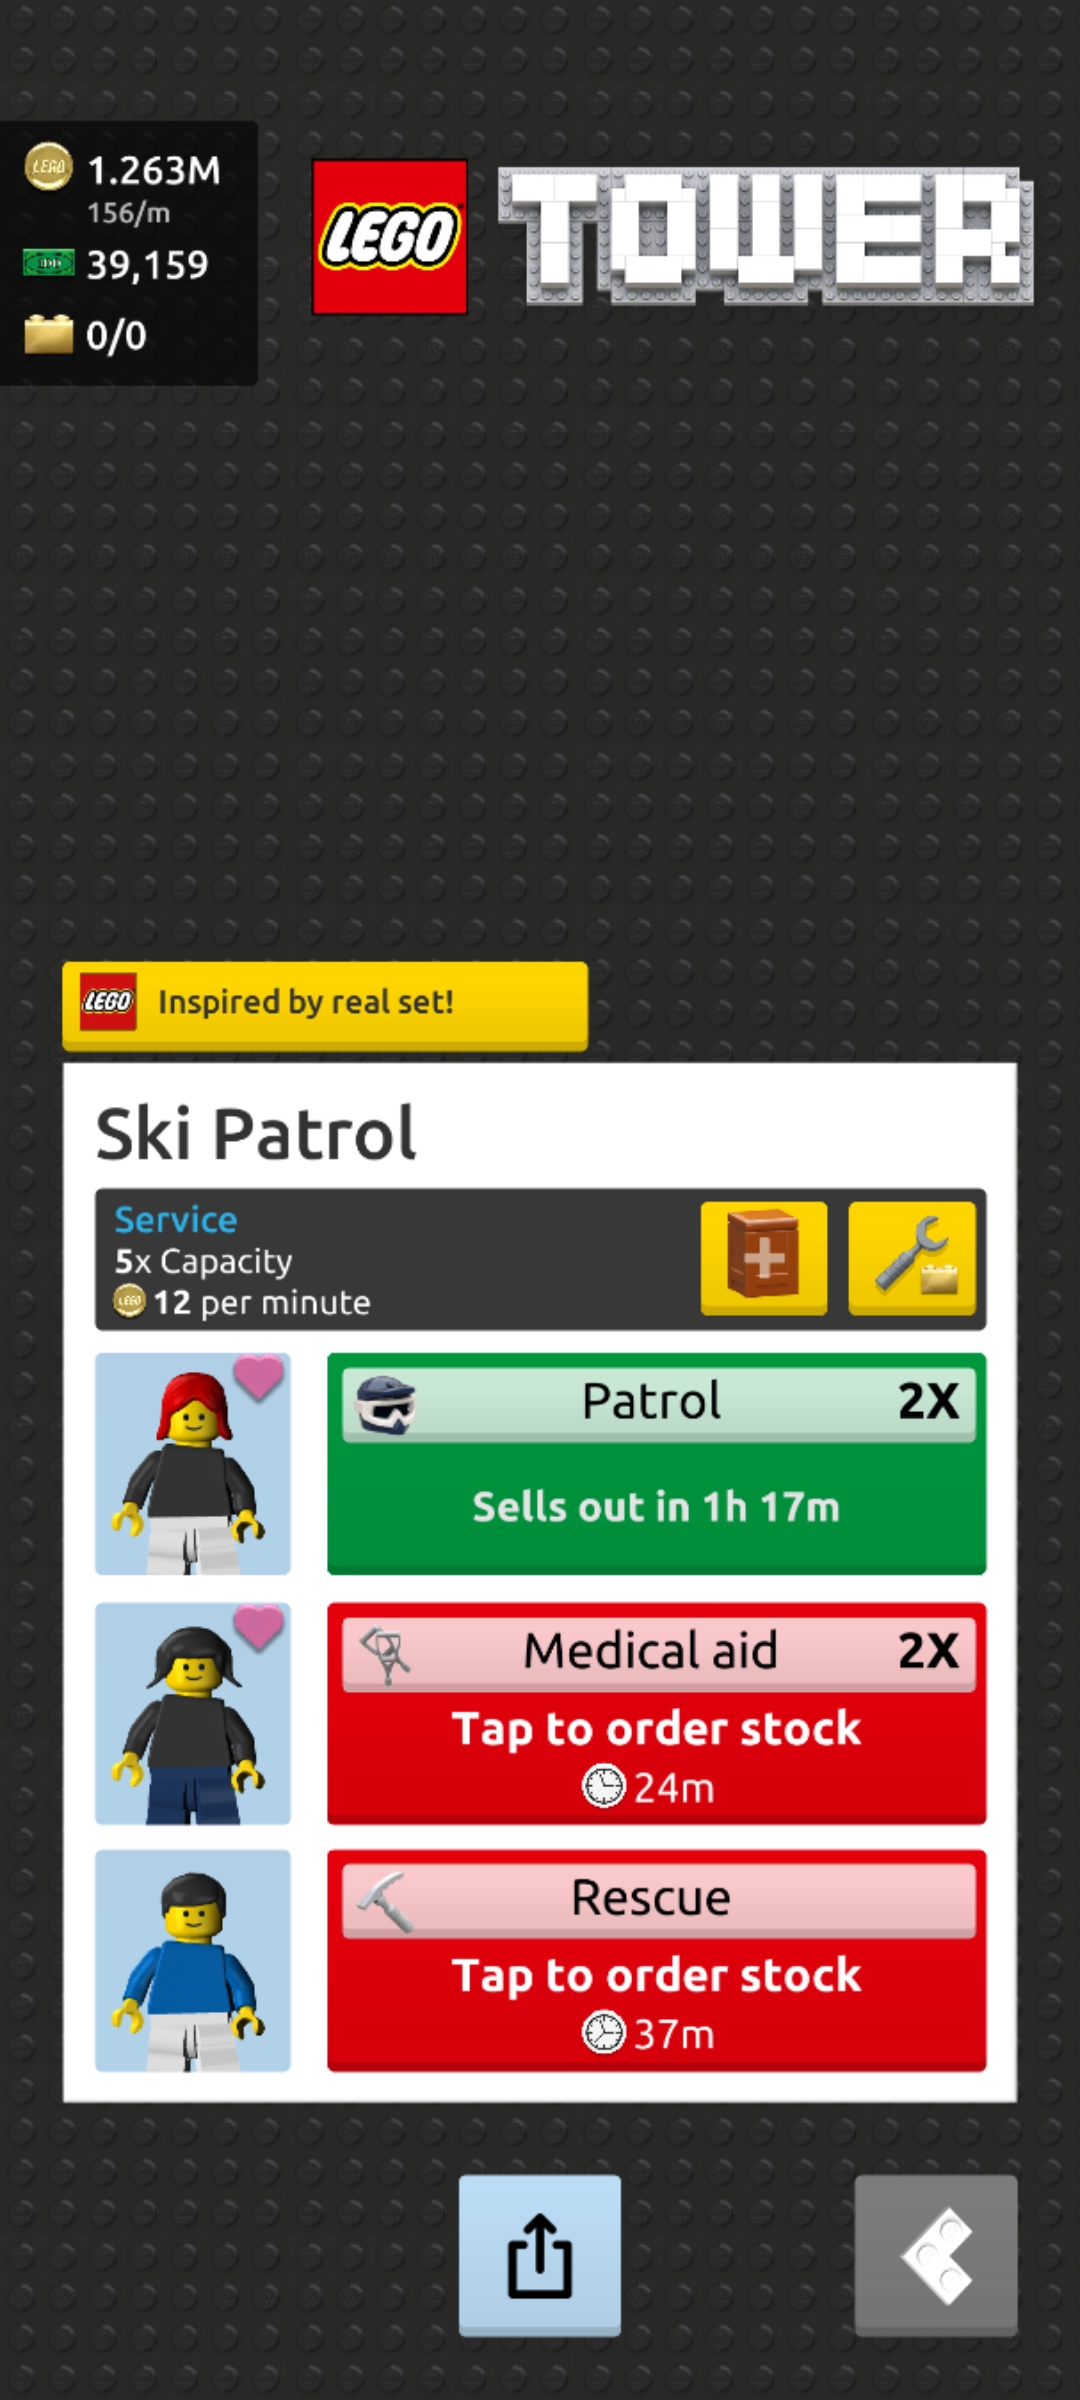 1.263M
156/m
39,159
0/0
LEGO
TOWER
LEGO
Inspired by real set!
Ski Patrol
Service
5x Capacity
12 per minute
Patrol 2X
Sells out in 1h 17m
Medical aid 2X
Tap to order stock
24m
Rescue
Tap to order stock
37m